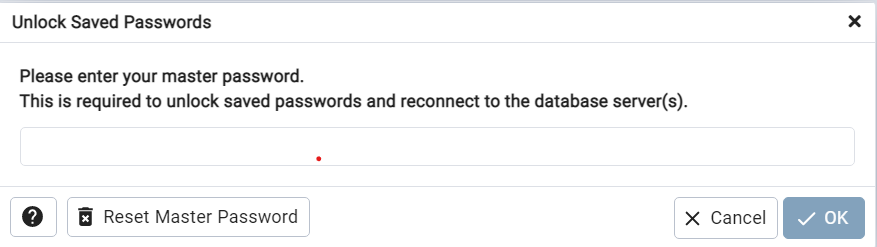 Unlock Saved Passwords
Please enter your master password.
This is required to unlock saved passwords and reconnect to the database server(s).
Reset Master Password
Cancel
OK